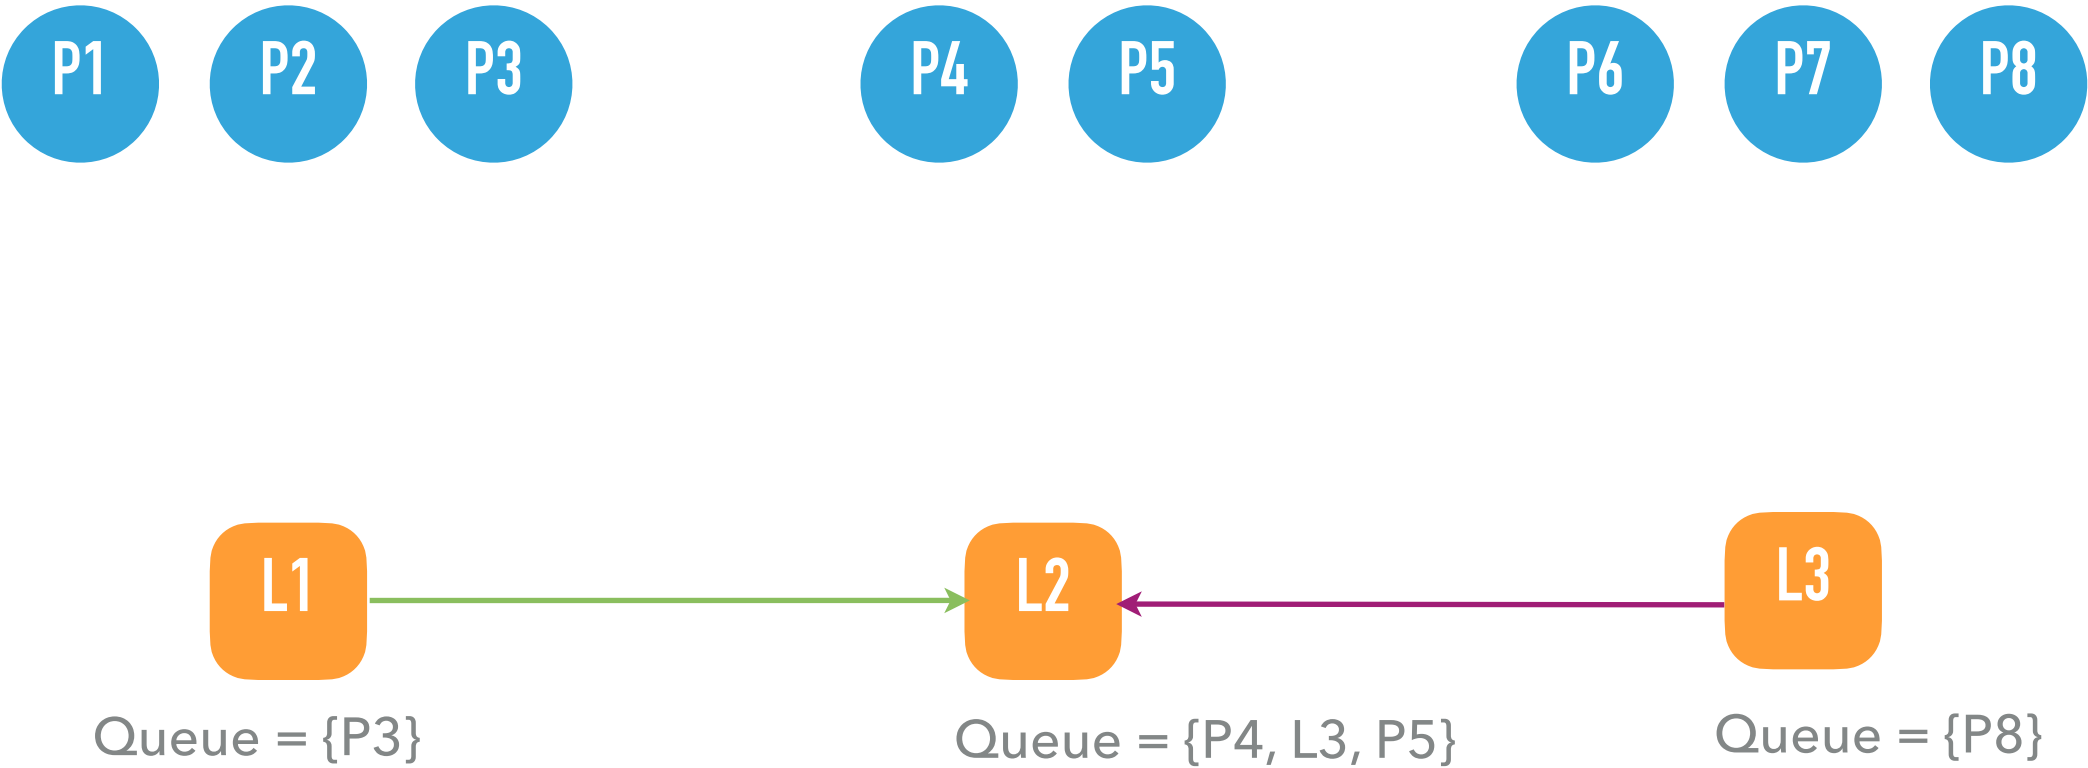 P1 P2 P3 P4 P5 P6 P7 P8
L1 L2 L3
Queue = {P3} Queue = {P4, L3, P5} Queue = {P8}